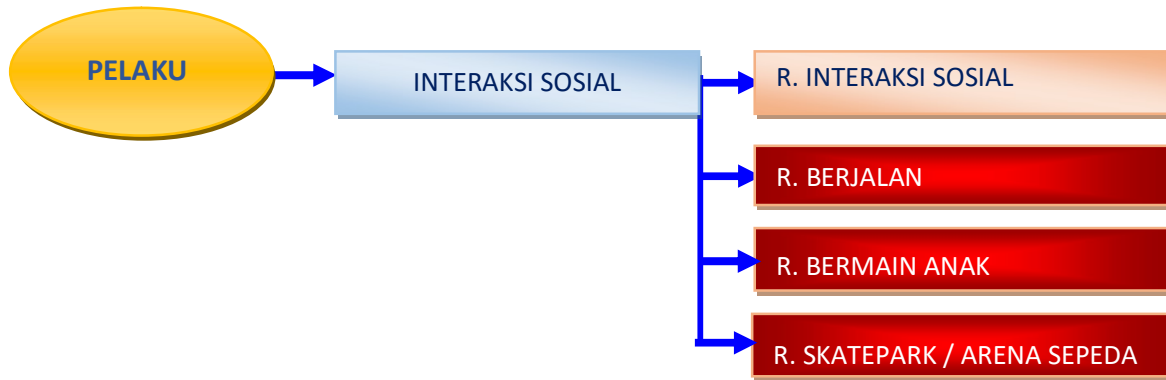 PELAKU
INTERAKSI SOSIAL
R. INTERAKSI SOSIAL
R. BERJALAN
R. BERMAIN ANAK
R. SKATEPARK / ARENA SEPEDA